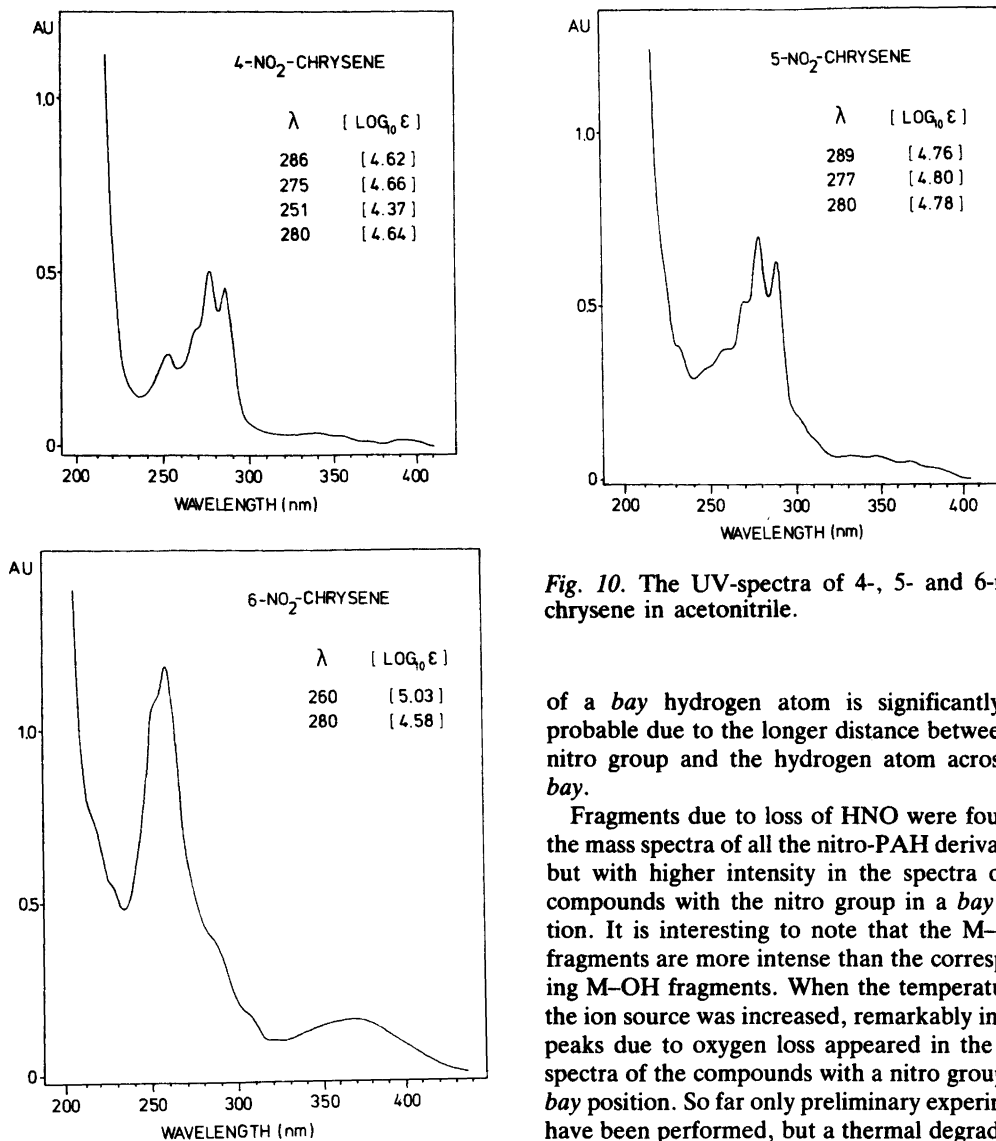 AU
4-NO₂-CHRYSENE
λ [LOG₁₀ ε]
286 [4.62]
275 [4.66]
251 [4.37]
280 [4.64]
1.0
0.5
0
200 250 300 350 400
WAVELENGTH (nm)
AU
5-NO₂-CHRYSENE
λ [LOG₁₀ ε]
289 [4.76]
277 [4.80]
280 [4.78]
1.0
0.5
0
200 250 300 350 400
WAVELENGTH (nm)
AU
6-NO₂-CHRYSENE
λ [LOG₁₀ ε]
260 [5.03]
280 [4.58]
1.0
0.5
0
200 250 300 350 400
WAVELENGTH (nm)
Fig. 10. The UV-spectra of 4-, 5- and 6-
chrysene in acetonitrile.
of a bay hydrogen atom is significantly
probable due to the longer distance betwee
nitro group and the hydrogen atom acros
bay.
Fragments due to loss of HNO were fou
the mass spectra of all the nitro-PAH deriva
but with higher intensity in the spectra o
compounds with the nitro group in a bay
tion. It is interesting to note that the M–
fragments are more intense than the corresp
ing M–OH fragments. When the temperatu
the ion source was increased, remarkably in
peaks due to oxygen loss appeared in the
spectra of the compounds with a nitro group
bay position. So far only preliminary experin
have been performed, but a thermal degrad